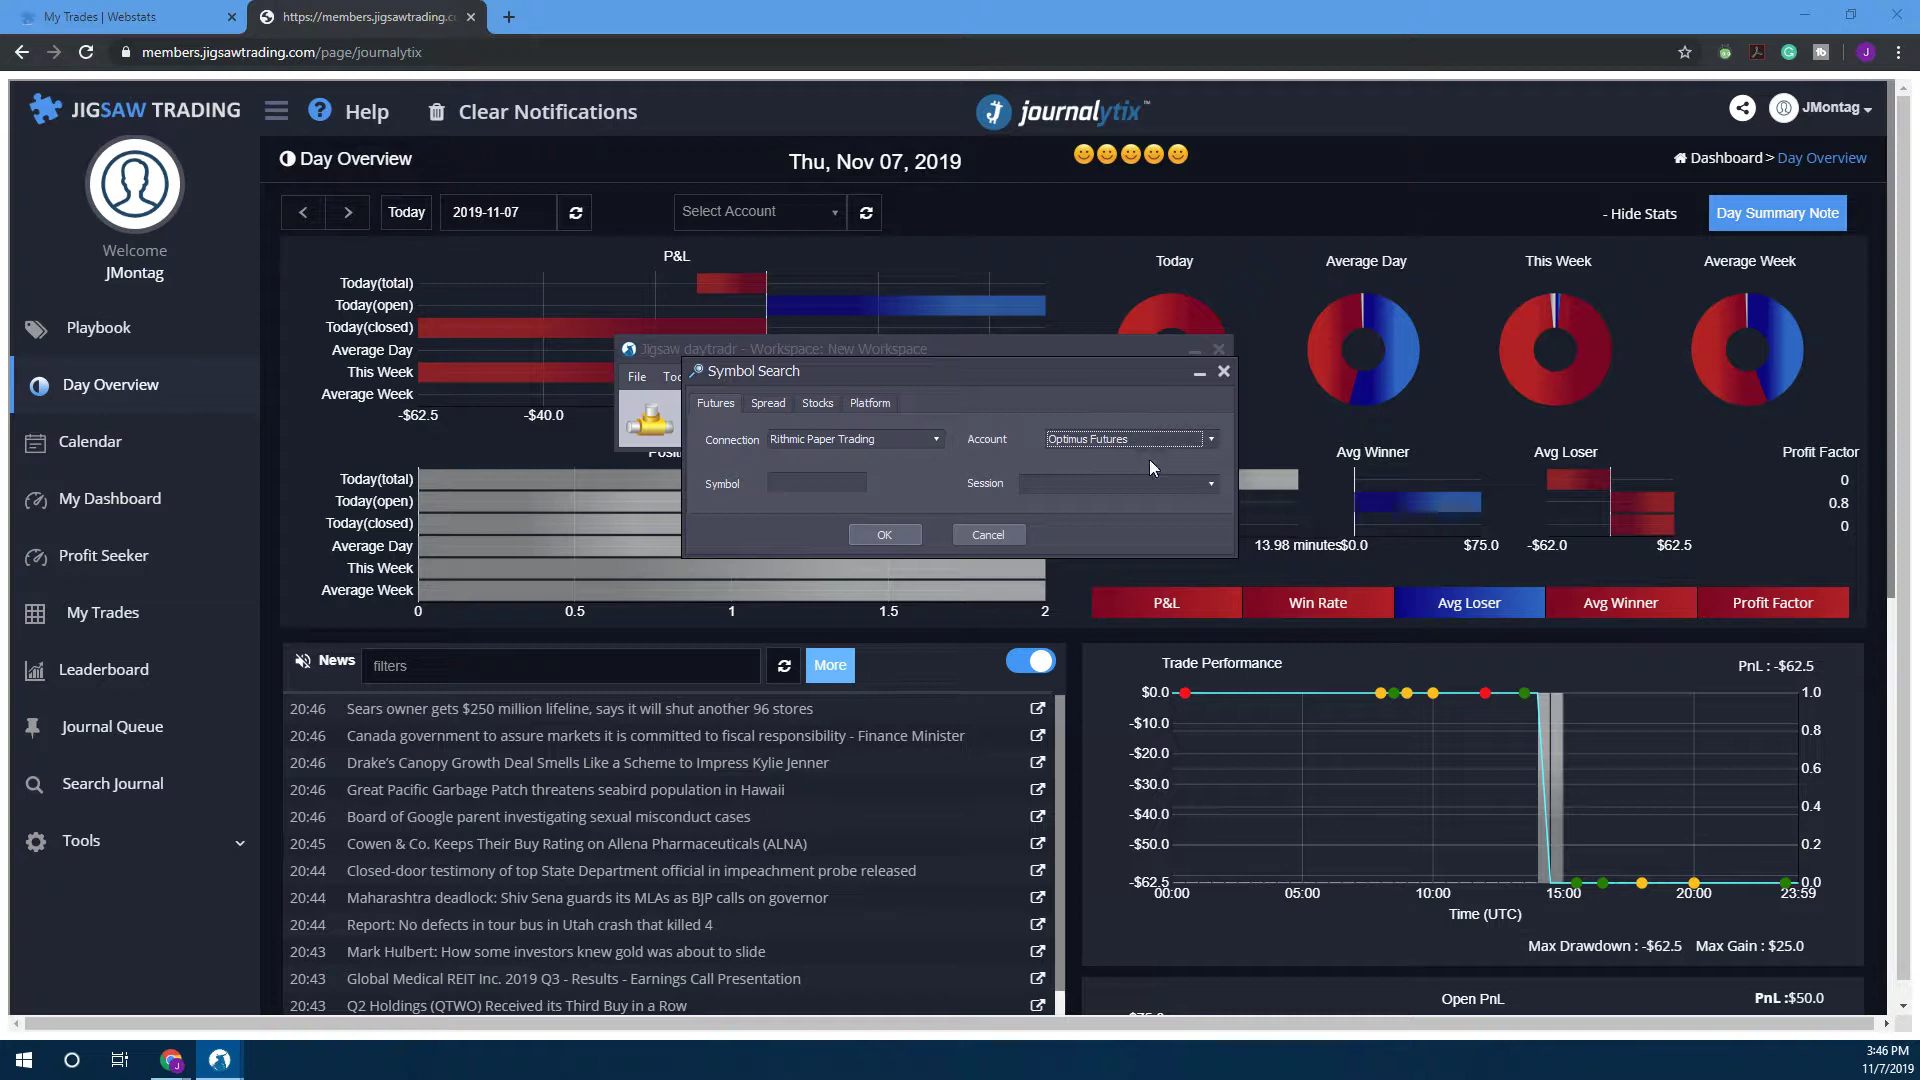 My Trades | Webstats
https://members.jigsawtrading.c
members.jigsawtrading.com/page/journalytix
JIGSAW TRADING
Help
Clear Notifications
journalytix™
JMontag
Day Overview
Thu, Nov 07, 2019
Dashboard > Day Overview
Today
2019-11-07
Select Account
- Hide Stats
Day Summary Note
Welcome
JMontag
Playbook
Day Overview
Calendar
My Dashboard
Profit Seeker
My Trades
Leaderboard
Journal Queue
Search Journal
Tools
P&L
Today(total)
Today(open)
Today(closed)
Average Day
This Week
Average Week
-$62.5
-$40.0
Today
Average Day
This Week
Average Week
Jigsaw daytradr - Workspace: New Workspace
File
Symbol Search
Futures
Spread
Stocks
Platform
Connection
Rithmic Paper Trading
Account
Optimus Futures
Symbol
Session
OK
Cancel
Today(total)
Today(open)
Today(closed)
Average Day
This Week
Average Week
0
0.5
1
1.5
2
13.98 minutes
Avg Winner
$0.0
$75.0
Avg Loser
-$62.0
$62.5
Profit Factor
0
0.8
0
P&L
Win Rate
Avg Loser
Avg Winner
Profit Factor
News
filters
More
20:46 Sears owner gets $250 million lifeline, says it will shut another 96 stores
20:46 Canada government to assure markets it is committed to fiscal responsibility - Finance Minister
20:46 Drake's Canopy Growth Deal Smells Like a Scheme to Impress Kylie Jenner
20:46 Great Pacific Garbage Patch threatens seabird population in Hawaii
20:46 Board of Google parent investigating sexual misconduct cases
20:45 Cowen & Co. Keeps Their Buy Rating on Allena Pharmaceuticals (ALNA)
20:44 Closed-door testimony of top State Department official in impeachment probe released
20:44 Maharashtra deadlock: Shiv Sena guards its MLAs as BJP calls on governor
20:44 Report: No defects in tour bus in Utah crash that killed 4
20:43 Mark Hulbert: How some investors knew gold was about to slide
20:43 Global Medical REIT Inc. 2019 Q3 - Results - Earnings Call Presentation
20:43 Q2 Holdings (QTWO) Received its Third Buy in a Row
Trade Performance
PnL : -$62.5
$0.0
-$10.0
-$20.0
-$30.0
-$40.0
-$50.0
-$62.5
1.0
0.8
0.6
0.4
0.2
0.0
00:00
05:00
10:00
15:00
20:00
23:59
Time (UTC)
Max Drawdown : -$62.5
Max Gain : $25.0
Open PnL
PnL :$50.0
3:46 PM
11/7/2019